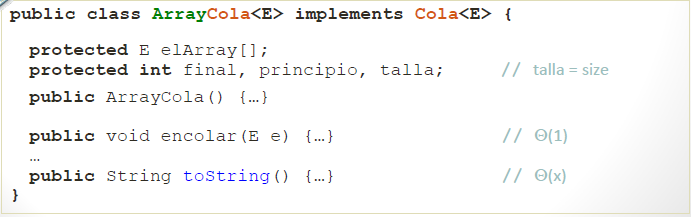 public class ArrayCola<E> implements Cola<E> {
protected E elArray[];
protected int final, principio, talla; // talla = size
public ArrayCola() {…}
public void encolar(E e) {…} // Θ(1)
…
public String toString() {…} // Θ(x)
}